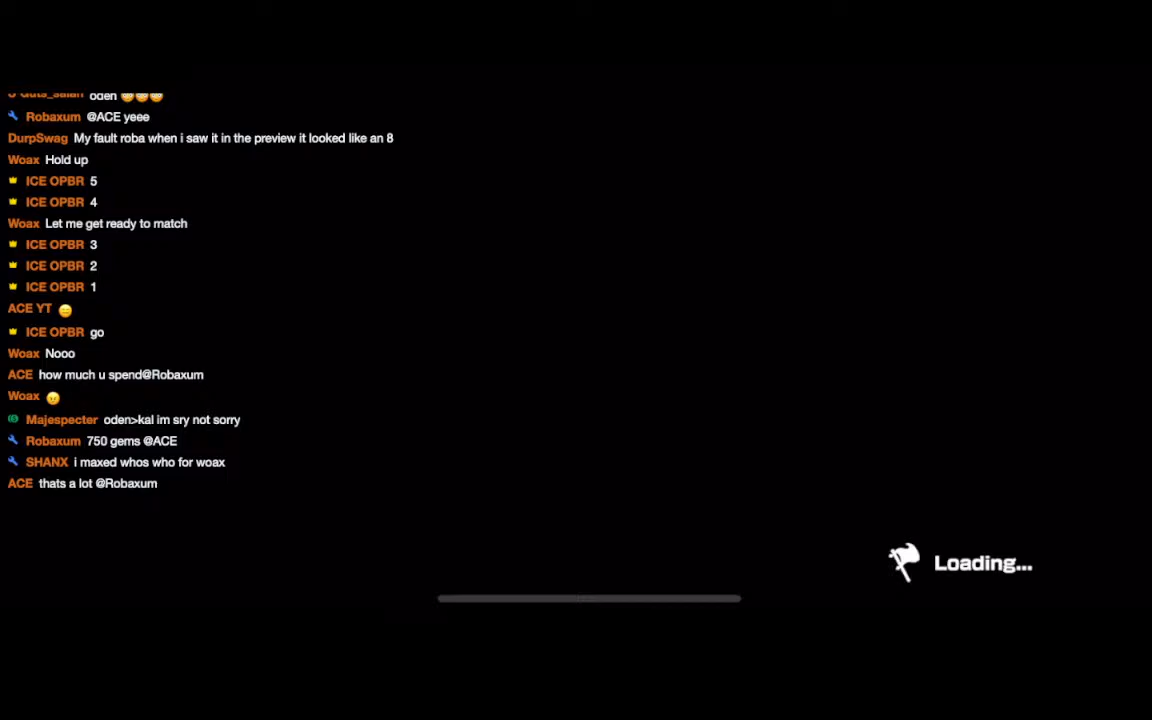 Guts_salah oden 😳😳😳
Robaxum @ACE yeee
DurpSwag My fault roba when i saw it in the preview it looked like an 8
Woax Hold up
ICE OPBR 5
ICE OPBR 4
Woax Let me get ready to match
ICE OPBR 3
ICE OPBR 2
ICE OPBR 1
ACE YT 😑
ICE OPBR go
Woax Nooo
ACE how much u spend@Robaxum
Woax 😠
Majespecter oden>kal im sry not sorry
Robaxum 750 gems @ACE
SHANX i maxed whos who for woax
ACE thats a lot @Robaxum
Loading...